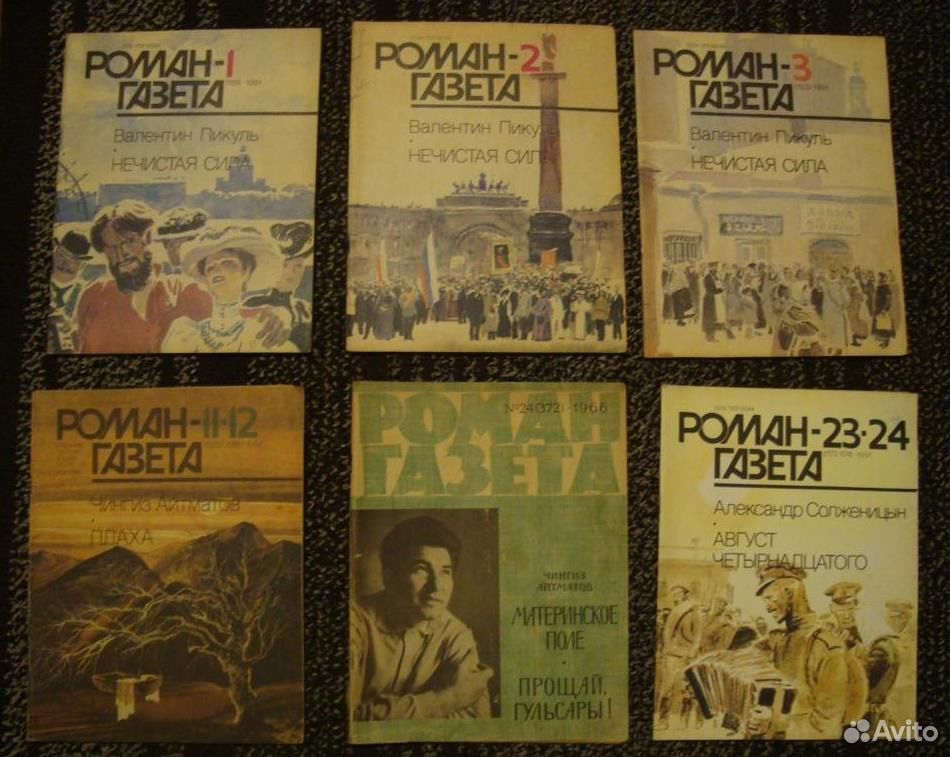 РОМАН-1
ГАЗЕТА
Валентин Пикуль
НЕЧИСТАЯ СИЛА
РОМАН-2
ГАЗЕТА
Валентин Пикуль
НЕЧИСТАЯ СИЛА
РОМАН-3
ГАЗЕТА
Валентин Пикуль
НЕЧИСТАЯ СИЛА
РОМАН-11-12
ГАЗЕТА
Чингиз Айтматов
ПЛАХА
№24(372) · 1966
РОМАН
ГАЗЕТА
ЧИНГИЗ
АЙТМАТОВ
МАТЕРИНСКОЕ
ПОЛЕ
ПРОЩАЙ,
ГУЛЬСАРЫ!
РОМАН-23·24
ГАЗЕТА
Александр Солженицын
АВГУСТ
ЧЕТЫРНАДЦАТОГО
Avito